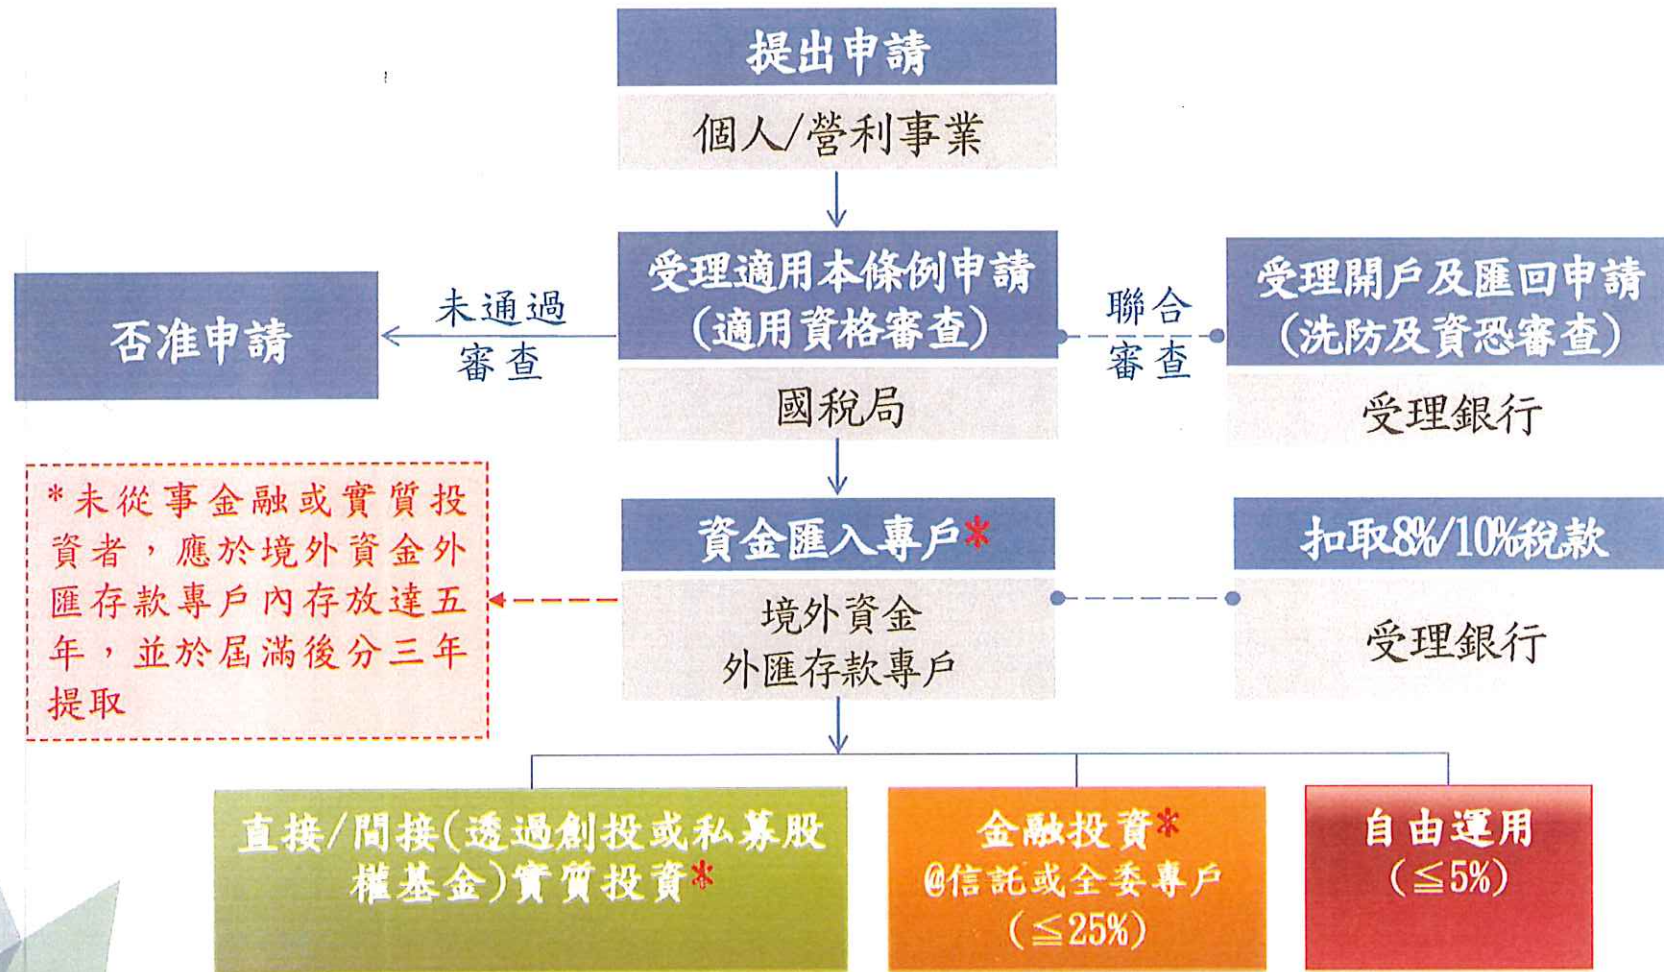 提出申請
個人/營利事業
受理適用本條例申請
(適用資格審查)
國稅局
未通過
審查
否准申請
聯合
審查
受理開戶及匯回申請
(洗防及資恐審查)
受理銀行
*未從事金融或實質投
資者，應於境外資金外
匯存款專戶內存放達五
年，並於屆滿後分三年
提取
資金匯入專戶*
境外資金
外匯存款專戶
扣取8%/10%稅款
受理銀行
直接/間接(透過創投或私募股
權基金)實質投資*
金融投資*
@信託或全委專戶
(≦25%)
自由運用
(≦5%)